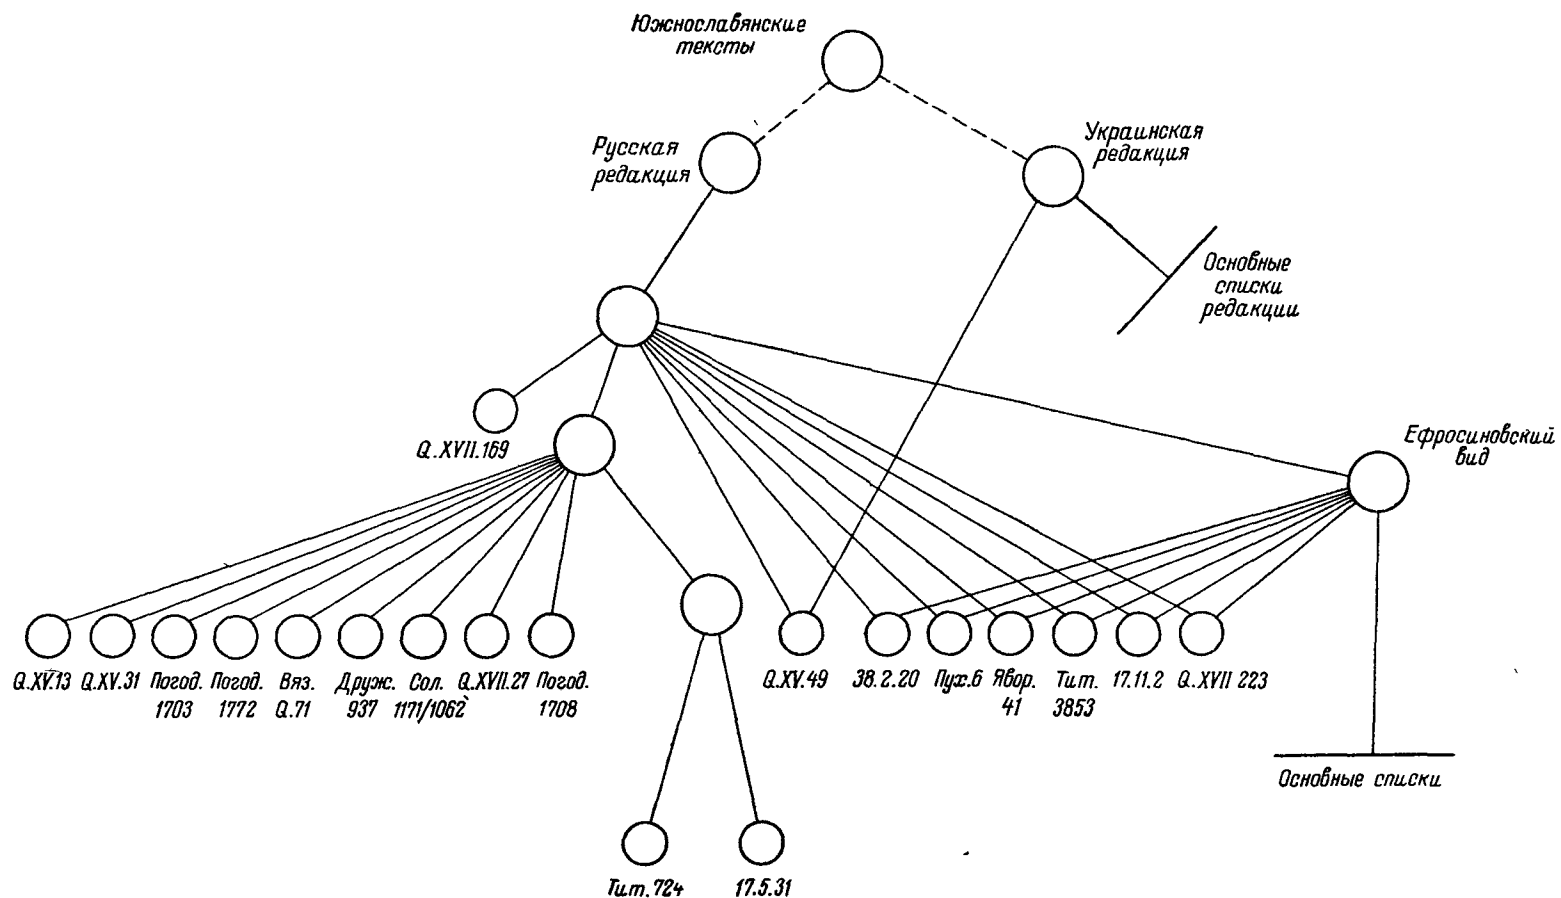 Южнославянские
тексты
Русская
редакция
Украинская
редакция
Основные
списки
редакции
Q.XVII.169
Ефросиновский
вид
Q.XV.13
Q.XV.31
Погод.
1703
Погод.
1772
Вяз.
Q.71
Друж.
937
Сол.
1171/1062
Q.XVII.27
Погод.
1708
Q.XV.49
38.2.20
Пух.6
Явор.
41
Тит.
3853
17.11.2
Q.XVII 223
Основные списки
Тит.724
17.5.31